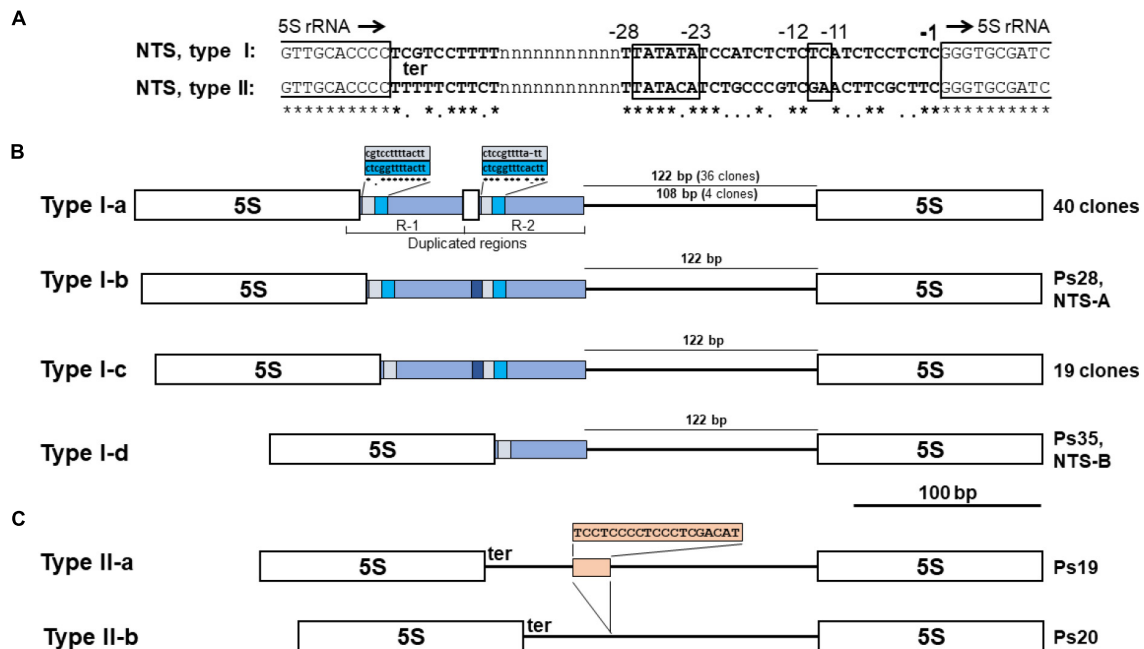 A
5S rRNA → -28 -23 -12 -11 -1 → 5S rRNA
NTS, type I: GTTGCACCCCTCGTCCTTTTnnnnnnnnnnnnTTATATATCCATCTCTCTCATCTCCTCTCGGGTGCGATC
ter
NTS, type II: GTTGCACCCCTTTTTCTTCTnnnnnnnnnnnnTTATACATCTGCCCGTCGAACTTCGCTTCGGGTGCGATC
B
cgtccttttactt ctccgtttta-tt
ctcggttttactt ctcggtttcactt
122 bp (36 clones)
Type I-a 5S 108 bp (4 clones) 5S 40 clones
R-1 R-2
Duplicated regions
122 bp
Type I-b 5S 5S Ps28,
NTS-A
122 bp
Type I-c 5S 5S 19 clones
122 bp
Type I-d 5S 5S Ps35,
NTS-B
100 bp
C
TCCTCCCCTCCCTCGACAT
Type II-a 5S ter 5S Ps19
Type II-b 5S ter 5S Ps20